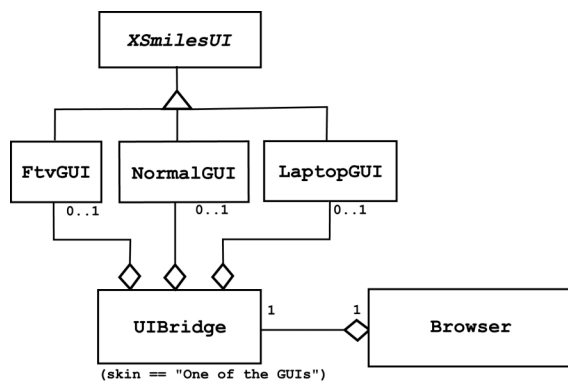 XSmilesUI
FtvGUI NormalGUI LaptopGUI
0..1 0..1 0..1
1 1
UIBridge Browser
(skin == "One of the GUIs")